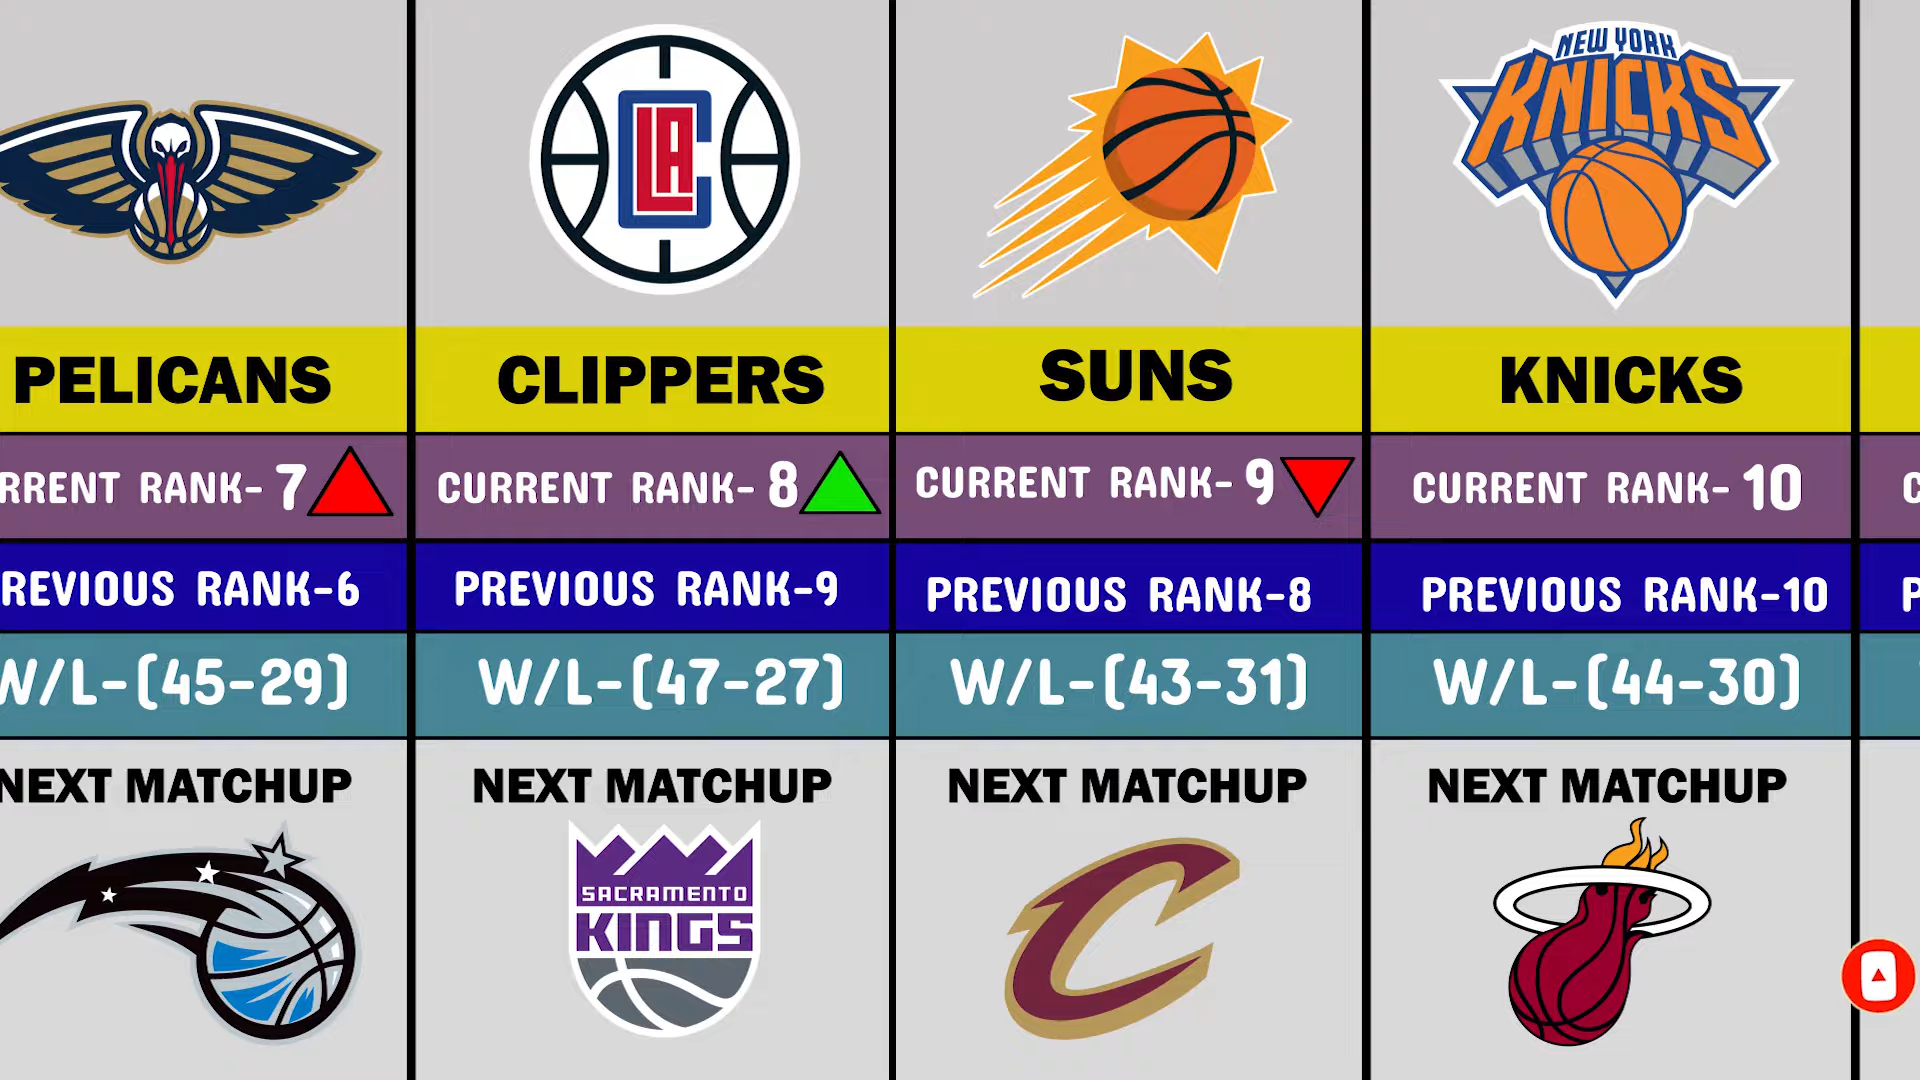 NEW YORK
KNICKS
LA
PELICANS
CLIPPERS
SUNS
KNICKS
RRENT RANK- 7
CURRENT RANK- 8
CURRENT RANK- 9
CURRENT RANK- 10
C
REVIOUS RANK-6
PREVIOUS RANK-9
PREVIOUS RANK-8
PREVIOUS RANK-10
P
W/L-(45-29)
W/L-(47-27)
W/L-(43-31)
W/L-(44-30)
NEXT MATCHUP
NEXT MATCHUP
NEXT MATCHUP
NEXT MATCHUP
SACRAMENTO
KINGS
C